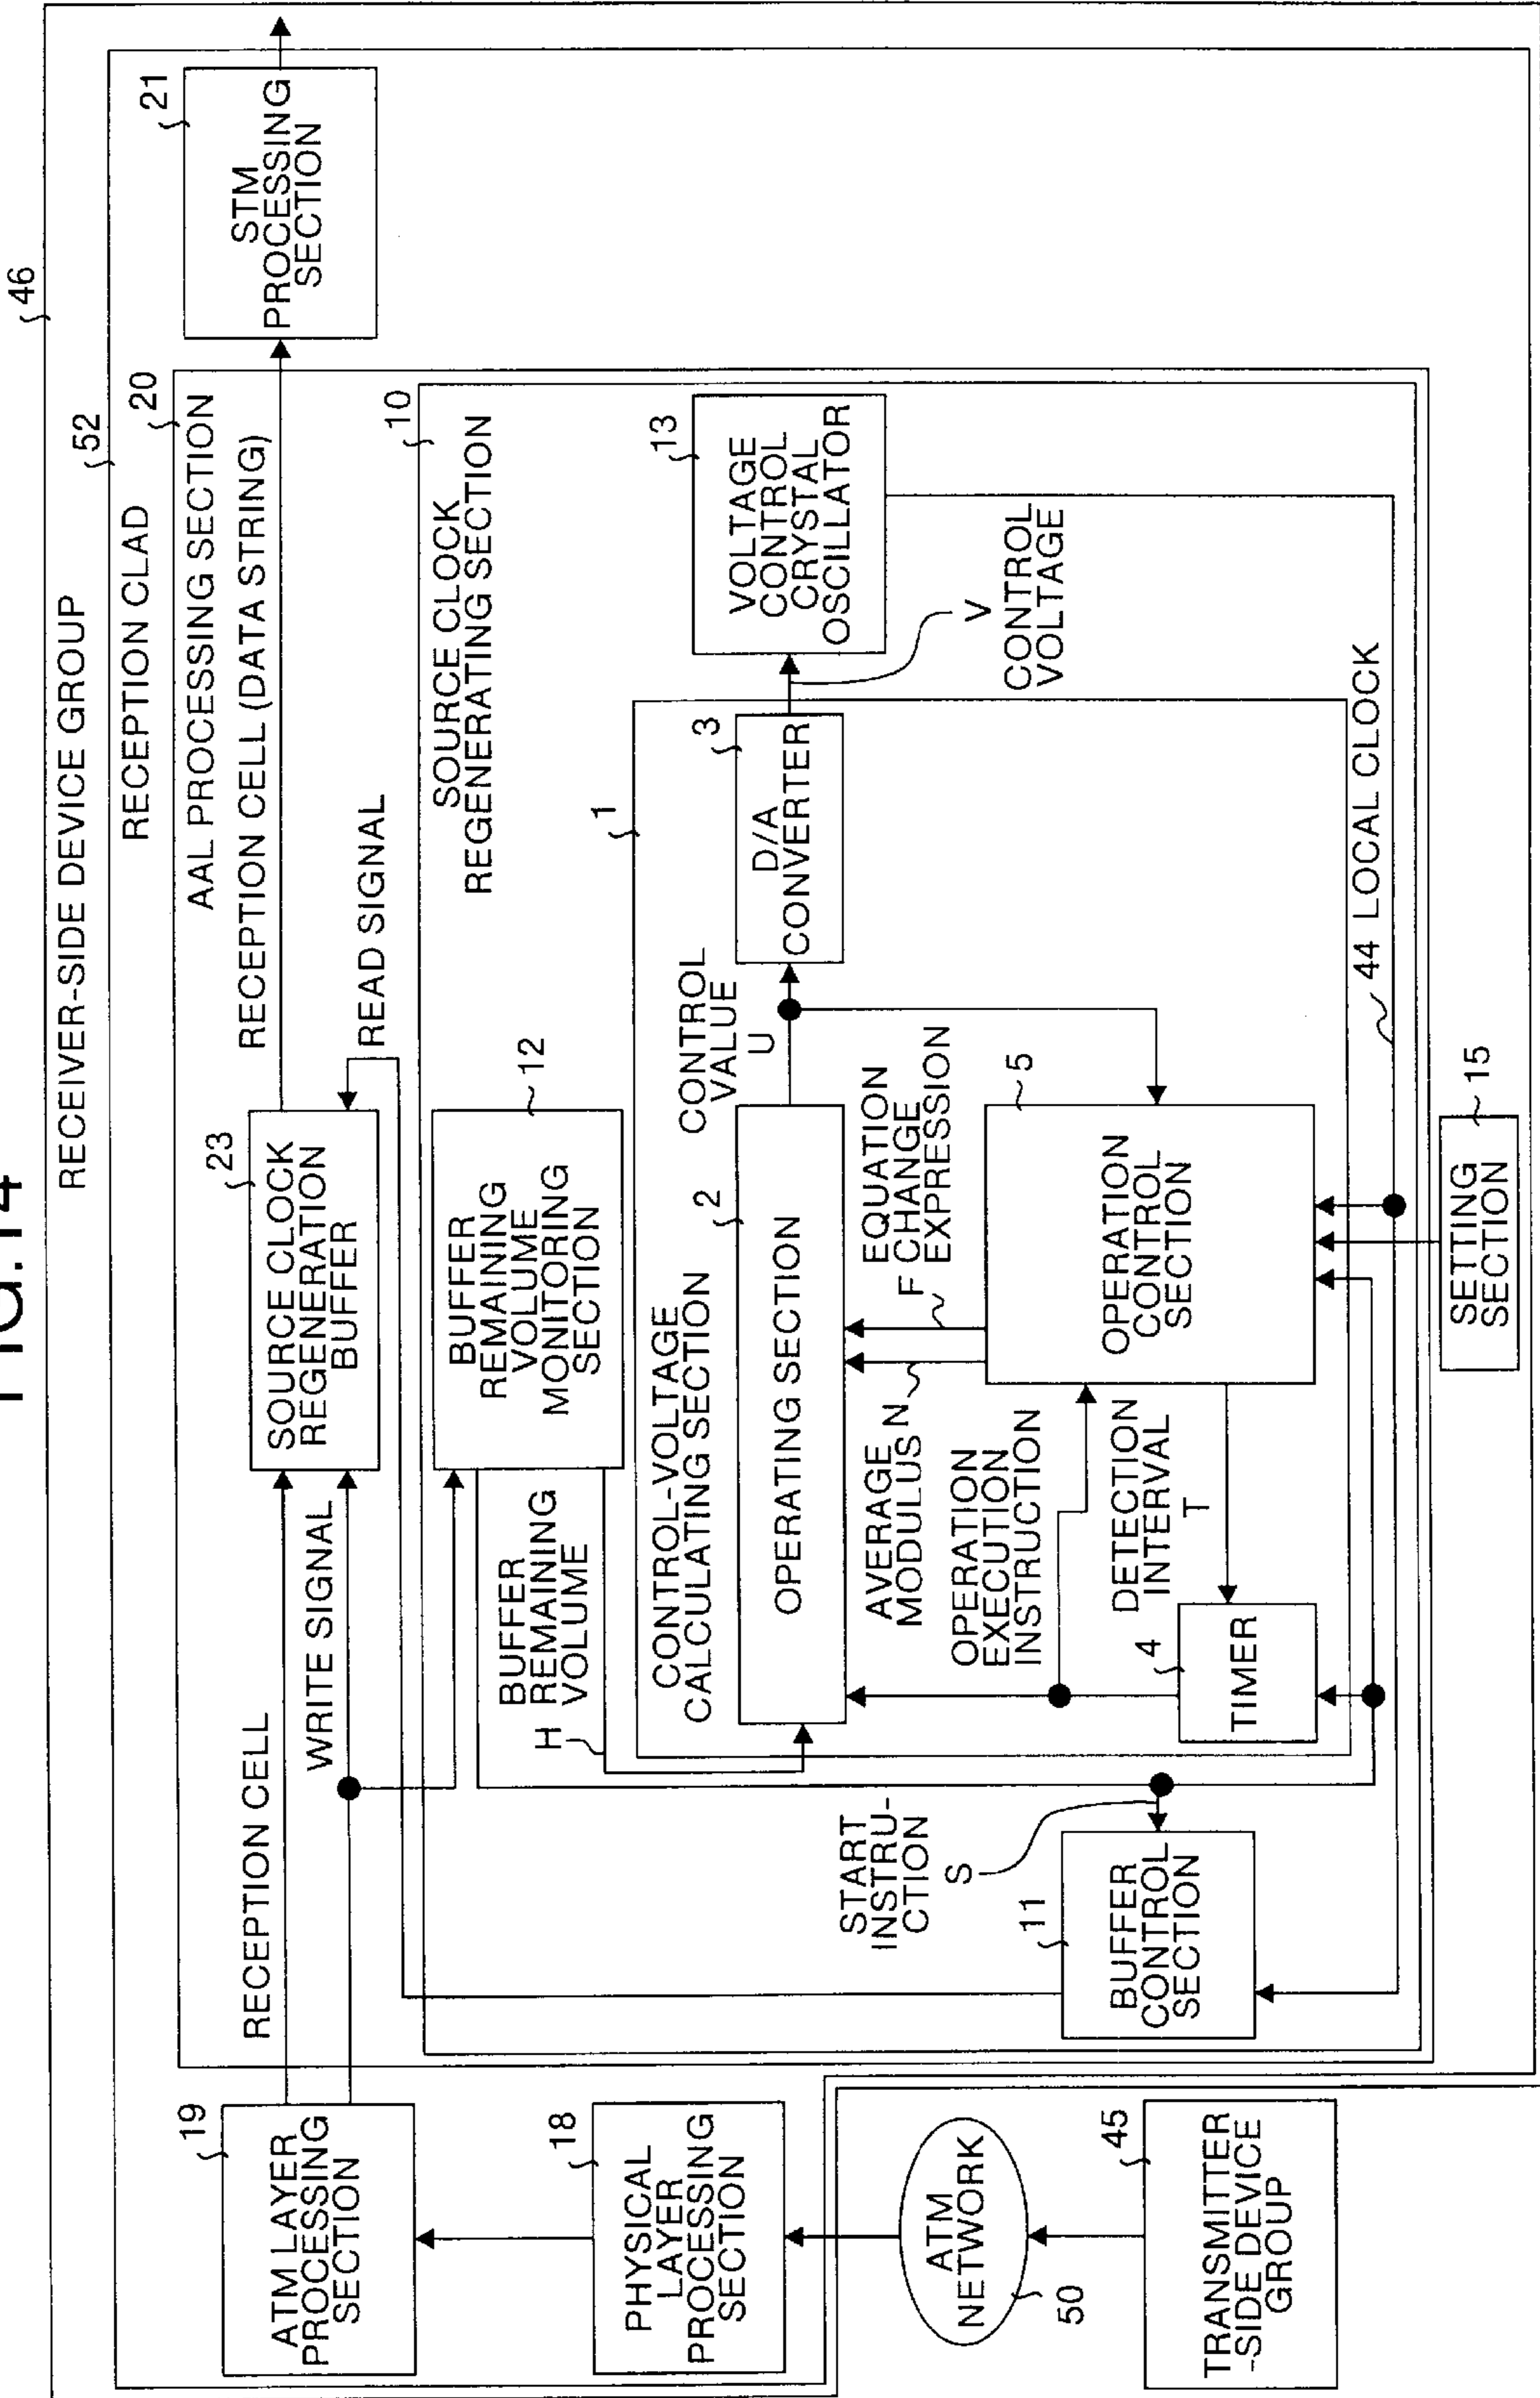 FIG.14
RECEIVER-SIDE DEVICE GROUP
46
RECEPTION CLAD
52
AAL PROCESSING SECTION
20
19
ATM LAYER
PROCESSING
SECTION
RECEPTION CELL
WRITE SIGNAL
23
SOURCE CLOCK
REGENERATION
BUFFER
RECEPTION CELL (DATA STRING)
READ SIGNAL
21
STM
PROCESSING
SECTION
18
PHYSICAL
LAYER
PROCESSING
SECTION
ATM
NETWORK
50
45
TRANSMITTER
-SIDE DEVICE
GROUP
SOURCE CLOCK
REGENERATING SECTION
10
BUFFER
REMAINING
VOLUME
MONITORING
SECTION
12
BUFFER
REMAINING
VOLUME
H
CONTROL-VOLTAGE
CALCULATING SECTION
1
OPERATING SECTION
2
CONTROL
VALUE
U
3
D/A
CONVERTER
13
VOLTAGE
CONTROL
CRYSTAL
OSCILLATOR
V
CONTROL
VOLTAGE
START
INSTRU-
CTION
S
11
BUFFER
CONTROL
SECTION
AVERAGE
MODULUS N
EQUATION
F CHANGE
EXPRESSION
OPERATION
EXECUTION
INSTRUCTION
5
OPERATION
CONTROL
SECTION
DETECTION
INTERVAL
T
4
TIMER
44 LOCAL CLOCK
SETTING
SECTION
15